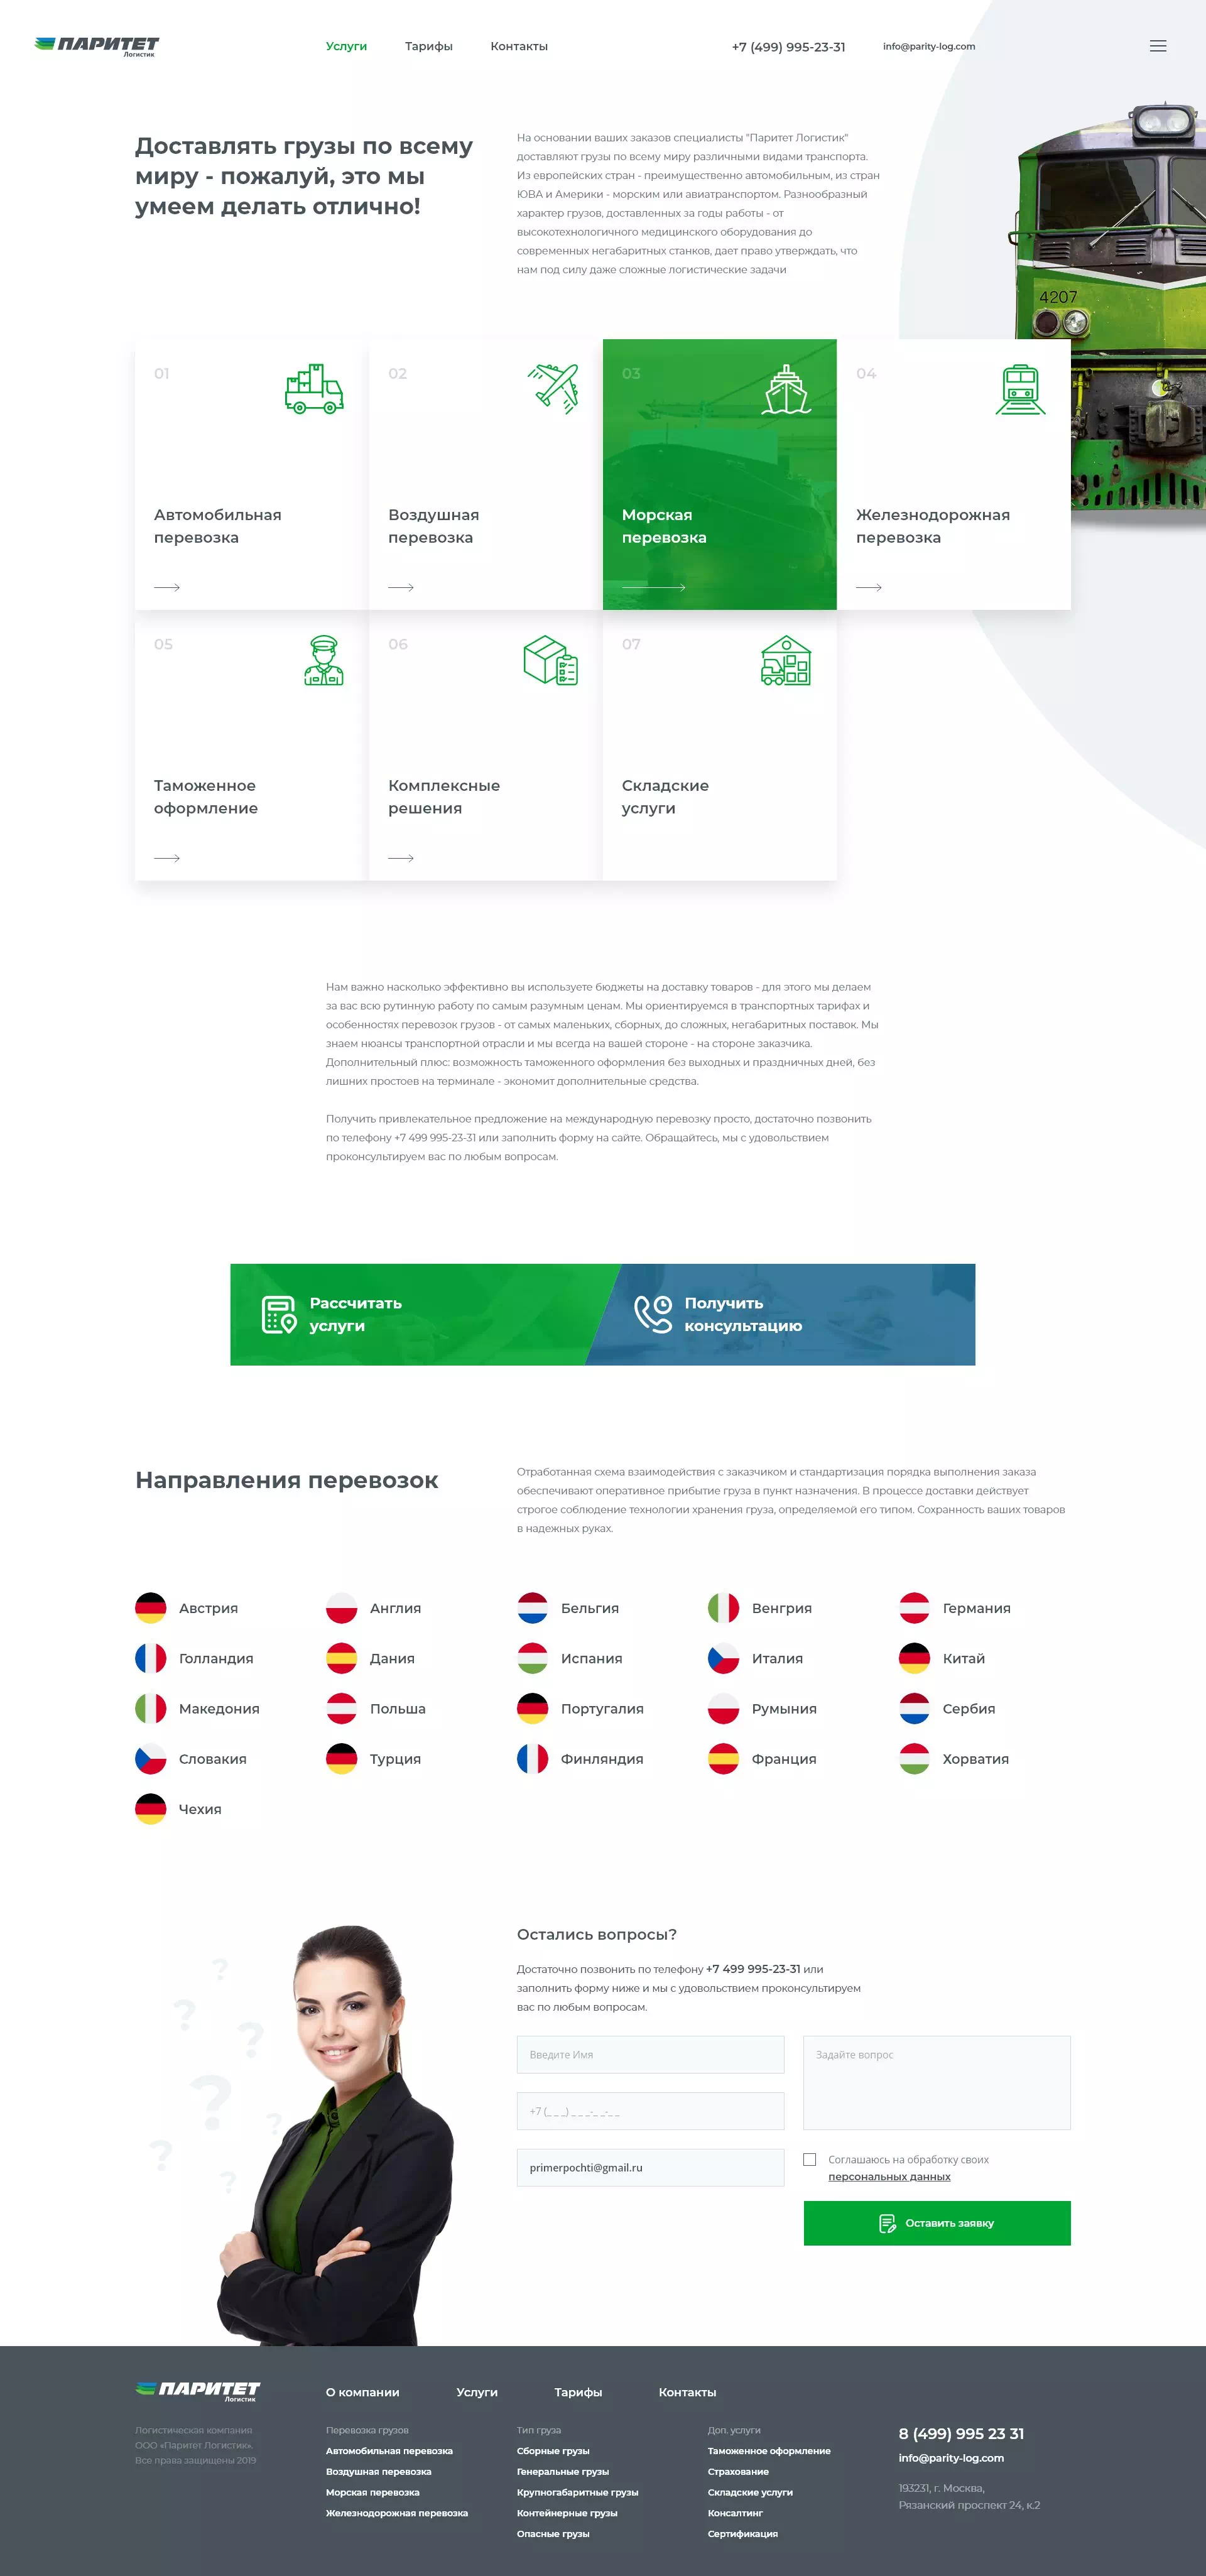 ПАРИТЕТ
Логистик
Услуги
Тарифы
Контакты
+7 (499) 995-23-31
info@parity-log.com
Доставлять грузы по всему
миру - пожалуй, это мы
умеем делать отлично!
На основании ваших заказов специалисты "Паритет Логистик"
доставляют грузы по всему миру различными видами транспорта.
Из европейских стран - преимущественно автомобильным, из стран
ЮВА и Америки - морским или авиатранспортом. Разнообразный
характер грузов, доставленных за годы работы - от
высокотехнологичного медицинского оборудования до
современных негабаритных станков, дает право утверждать, что
нам под силу даже сложные логистические задачи
4207
01
Автомобильная
перевозка
02
Воздушная
перевозка
03
Морская
перевозка
04
Железнодорожная
перевозка
05
Таможенное
оформление
06
Комплексные
решения
07
Складские
услуги
Нам важно насколько эффективно вы используете бюджеты на доставку товаров - для этого мы делаем
за вас всю рутинную работу по самым разумным ценам. Мы ориентируемся в транспортных тарифах и
особенностях перевозок грузов - от самых маленьких, сборных, до сложных, негабаритных поставок. Мы
знаем нюансы транспортной отрасли и мы всегда на вашей стороне - на стороне заказчика.
Дополнительный плюс: возможность таможенного оформления без выходных и праздничных дней, без
лишних простоев на терминале - экономит дополнительные средства.
Получить привлекательное предложение на международную перевозку просто, достаточно позвонить
по телефону +7 499 995-23-31 или заполнить форму на сайте. Обращайтесь, мы с удовольствием
проконсультируем вас по любым вопросам.
Рассчитать
услуги
Получить
консультацию
Направления перевозок
Отработанная схема взаимодействия с заказчиком и стандартизация порядка выполнения заказа
обеспечивают оперативное прибытие груза в пункт назначения. В процессе доставки действует
строгое соблюдение технологии хранения груза, определяемой его типом. Сохранность ваших товаров
в надежных руках.
Австрия
Англия
Бельгия
Венгрия
Германия
Голландия
Дания
Испания
Италия
Китай
Македония
Польша
Португалия
Румыния
Сербия
Словакия
Турция
Финляндия
Франция
Хорватия
Чехия
? ? ? ? ? ? ?
Остались вопросы?
Достаточно позвонить по телефону +7 499 995-23-31 или
заполнить форму ниже и мы с удовольствием проконсультируем
вас по любым вопросам.
Введите Имя
+7 (_ _ _) _ _ _-_ _-_ _
primerpochti@gmail.ru
Задайте вопрос
Соглашаюсь на обработку своих
персональных данных
Оставить заявку
ПАРИТЕТ
Логистик
Логистическая компания
ООО «Паритет Логистик».
Все права защищены 2019
О компании
Услуги
Тарифы
Контакты
Перевозка грузов
Автомобильная перевозка
Воздушная перевозка
Морская перевозка
Железнодорожная перевозка
Тип груза
Сборные грузы
Генеральные грузы
Крупногабаритные грузы
Контейнерные грузы
Опасные грузы
Доп. услуги
Таможенное оформление
Страхование
Складские услуги
Консалтинг
Сертификация
8 (499) 995 23 31
info@parity-log.com
193231, г. Москва,
Рязанский проспект 24, к.2